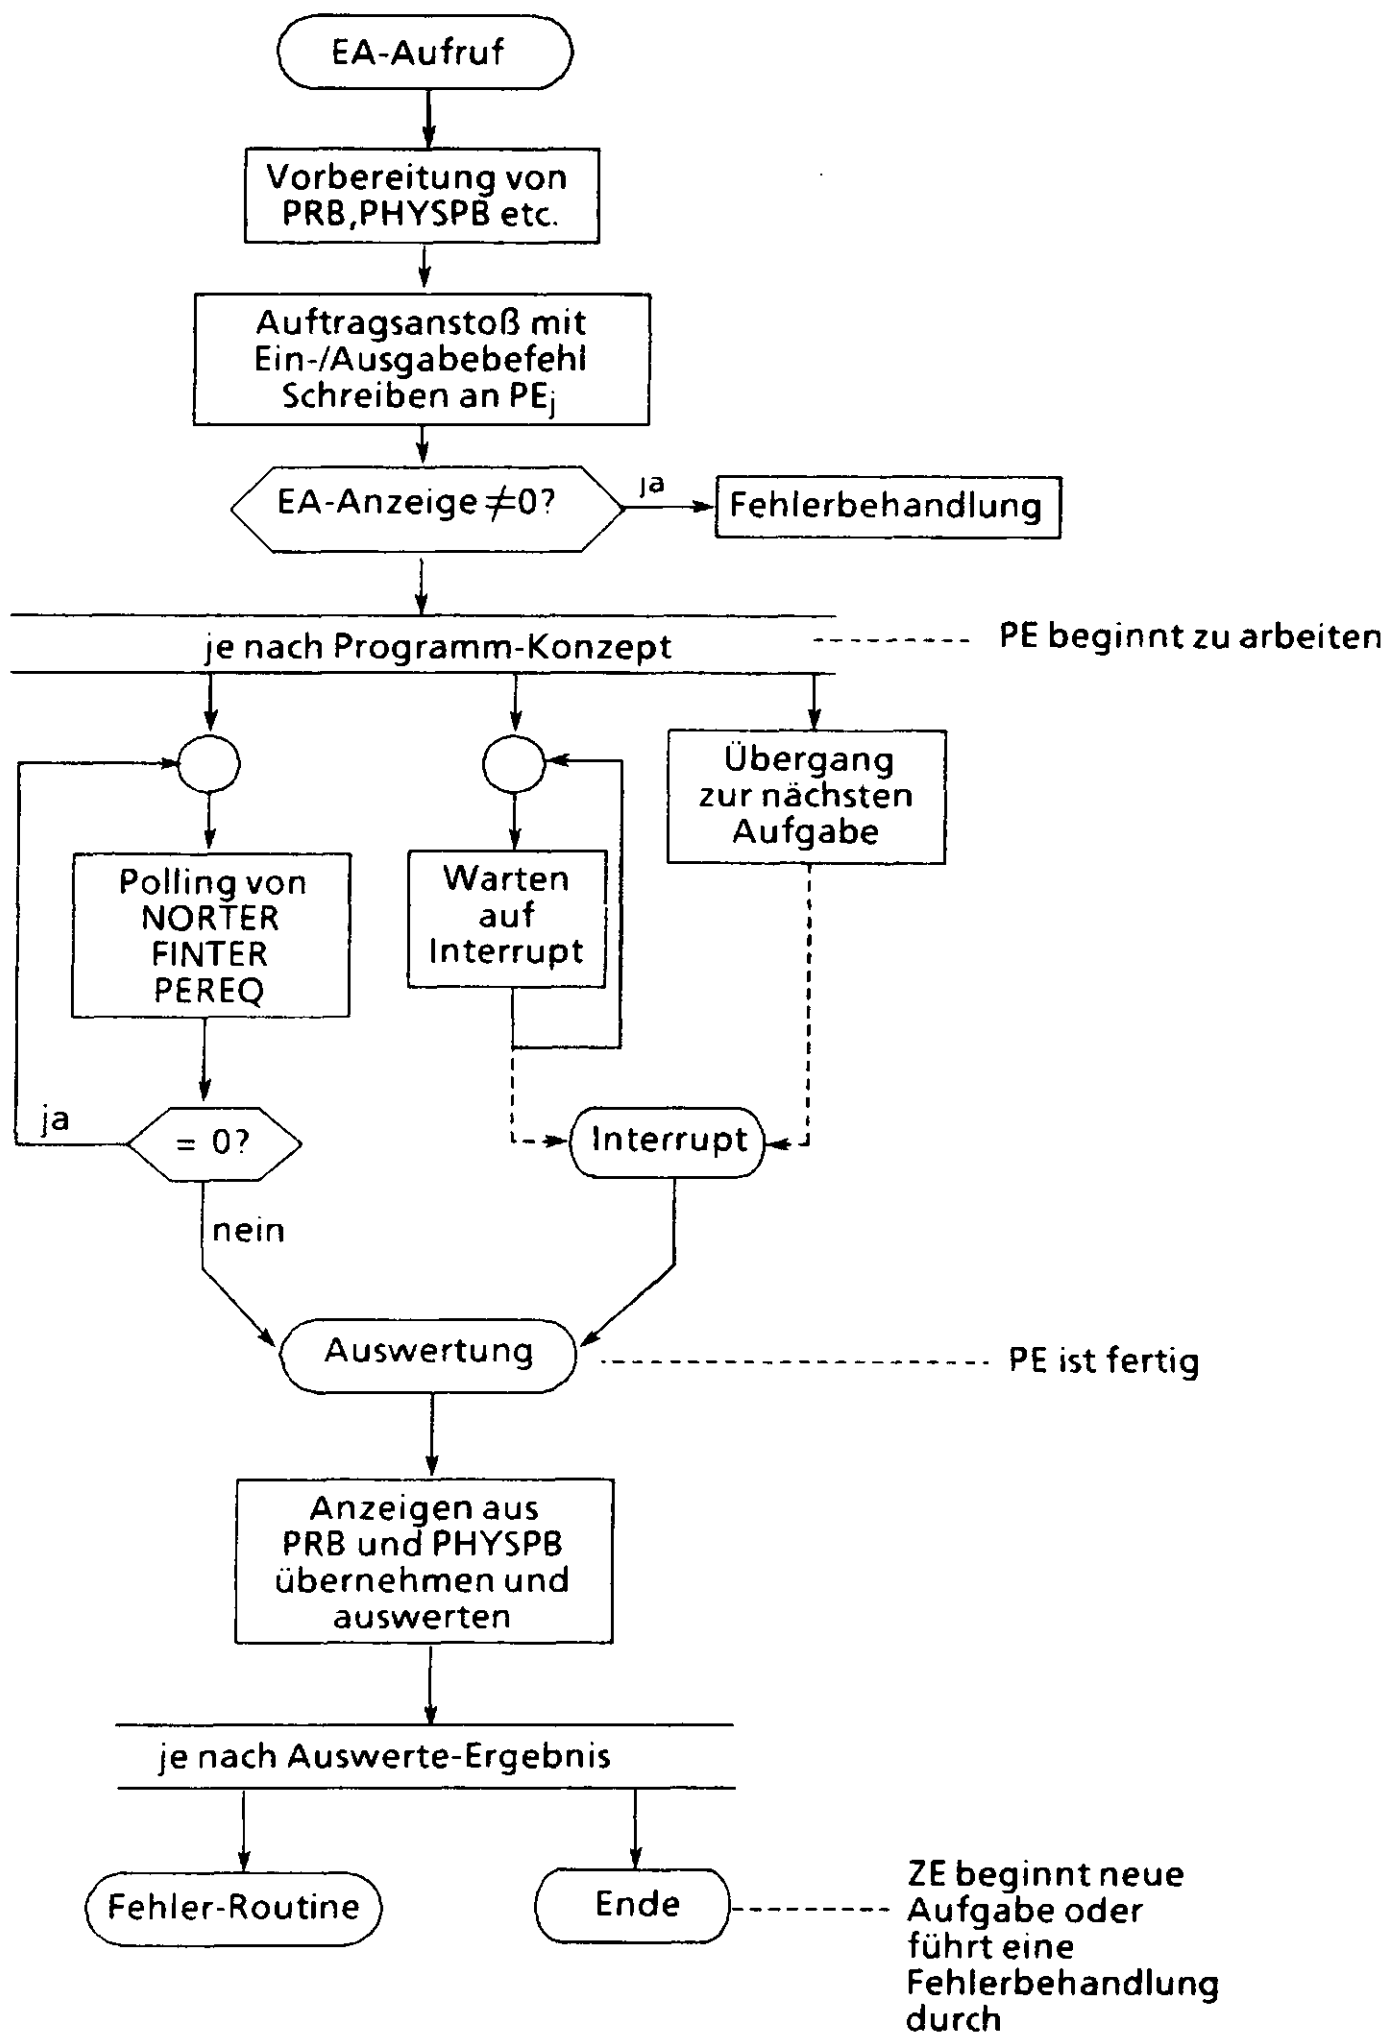 EA-Aufruf
Vorbereitung von
PRB,PHYSPB etc.
Auftragsanstoß mit
Ein-/Ausgabebefehl
Schreiben an PEj
EA-Anzeige ≠0?
ja
Fehlerbehandlung
je nach Programm-Konzept
PE beginnt zu arbeiten
Übergang
zur nächsten
Aufgabe
Polling von
NORTER
FINTER
PEREQ
Warten
auf
Interrupt
ja
= 0?
Interrupt
nein
Auswertung
PE ist fertig
Anzeigen aus
PRB und PHYSPB
übernehmen und
auswerten
je nach Auswerte-Ergebnis
Fehler-Routine
Ende
ZE beginnt neue
Aufgabe oder
führt eine
Fehlerbehandlung
durch